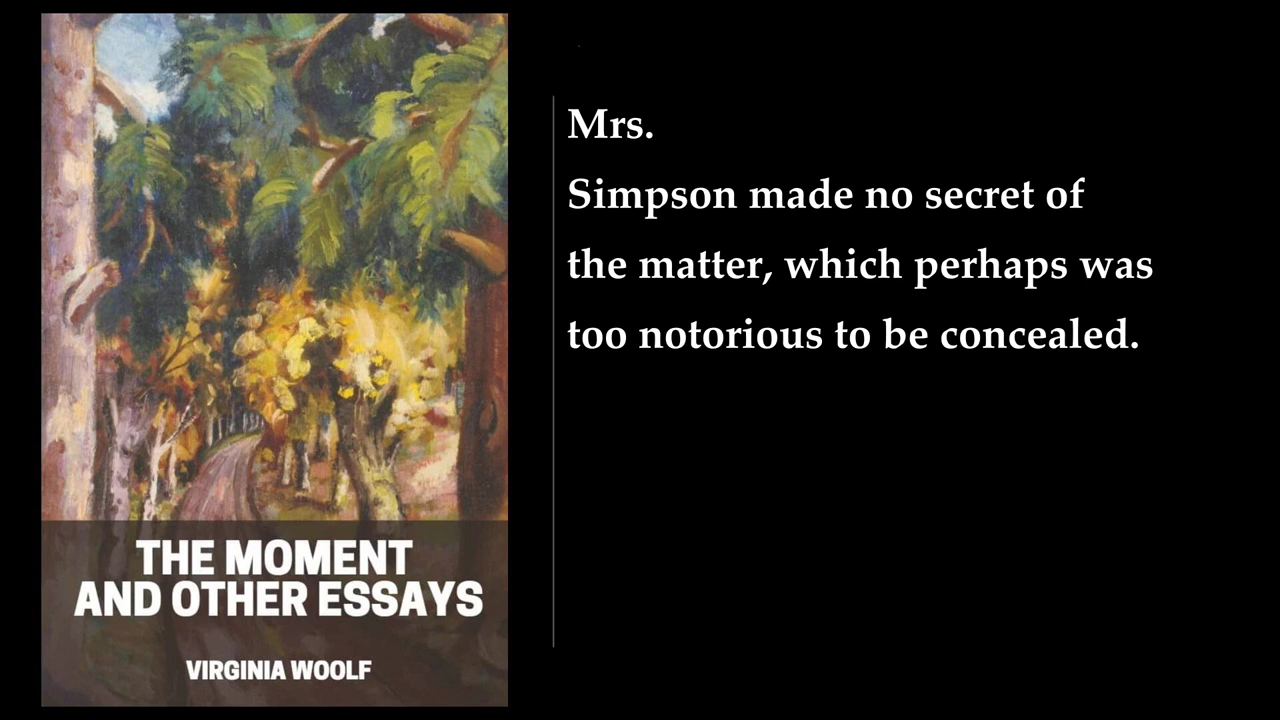 THE MOMENT
AND OTHER ESSAYS
VIRGINIA WOOLF
Mrs.
Simpson made no secret of
the matter, which perhaps was
too notorious to be concealed.